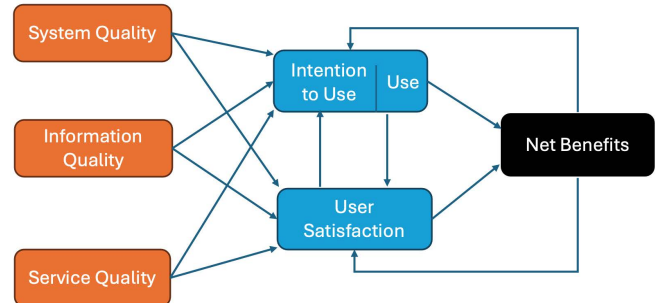 System Quality
Intention
to Use
Use
Information
Quality
Net Benefits
User
Satisfaction
Service Quality